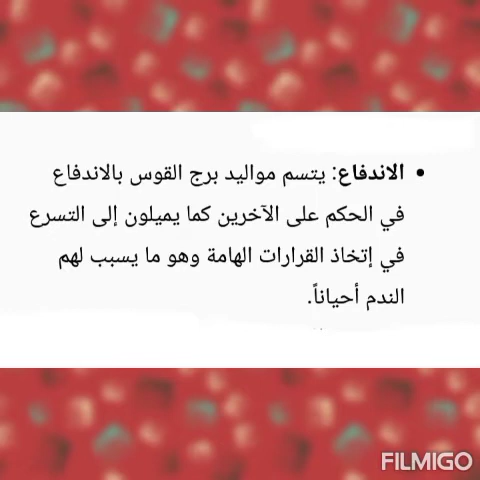 • الاندفاع: يتسم مواليد برج القوس بالاندفاع
في الحكم على الآخرين كما يميلون إلى التسرع
في إتخاذ القرارات الهامة وهو ما يسبب لهم
الندم أحياناً.
FILMIGO